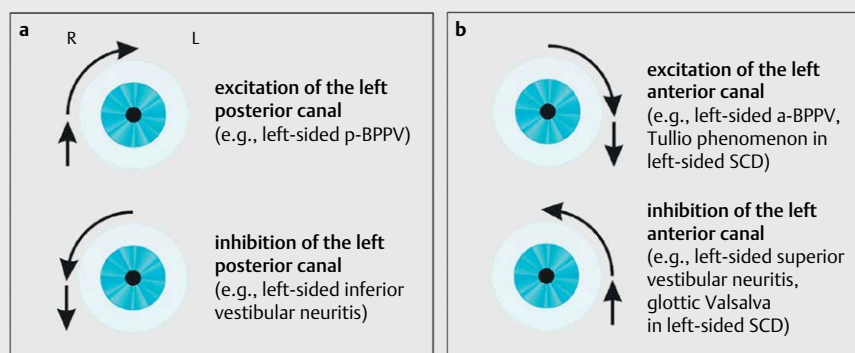 a
R L
excitation of the left
posterior canal
(e.g., left-sided p-BPPV)
inhibition of the left
posterior canal
(e.g., left-sided inferior
vestibular neuritis)
b
excitation of the left
anterior canal
(e.g., left-sided a-BPPV,
Tullio phenomenon in
left-sided SCD)
inhibition of the left
anterior canal
(e.g., left-sided superior
vestibular neuritis,
glottic Valsalva
in left-sided SCD)